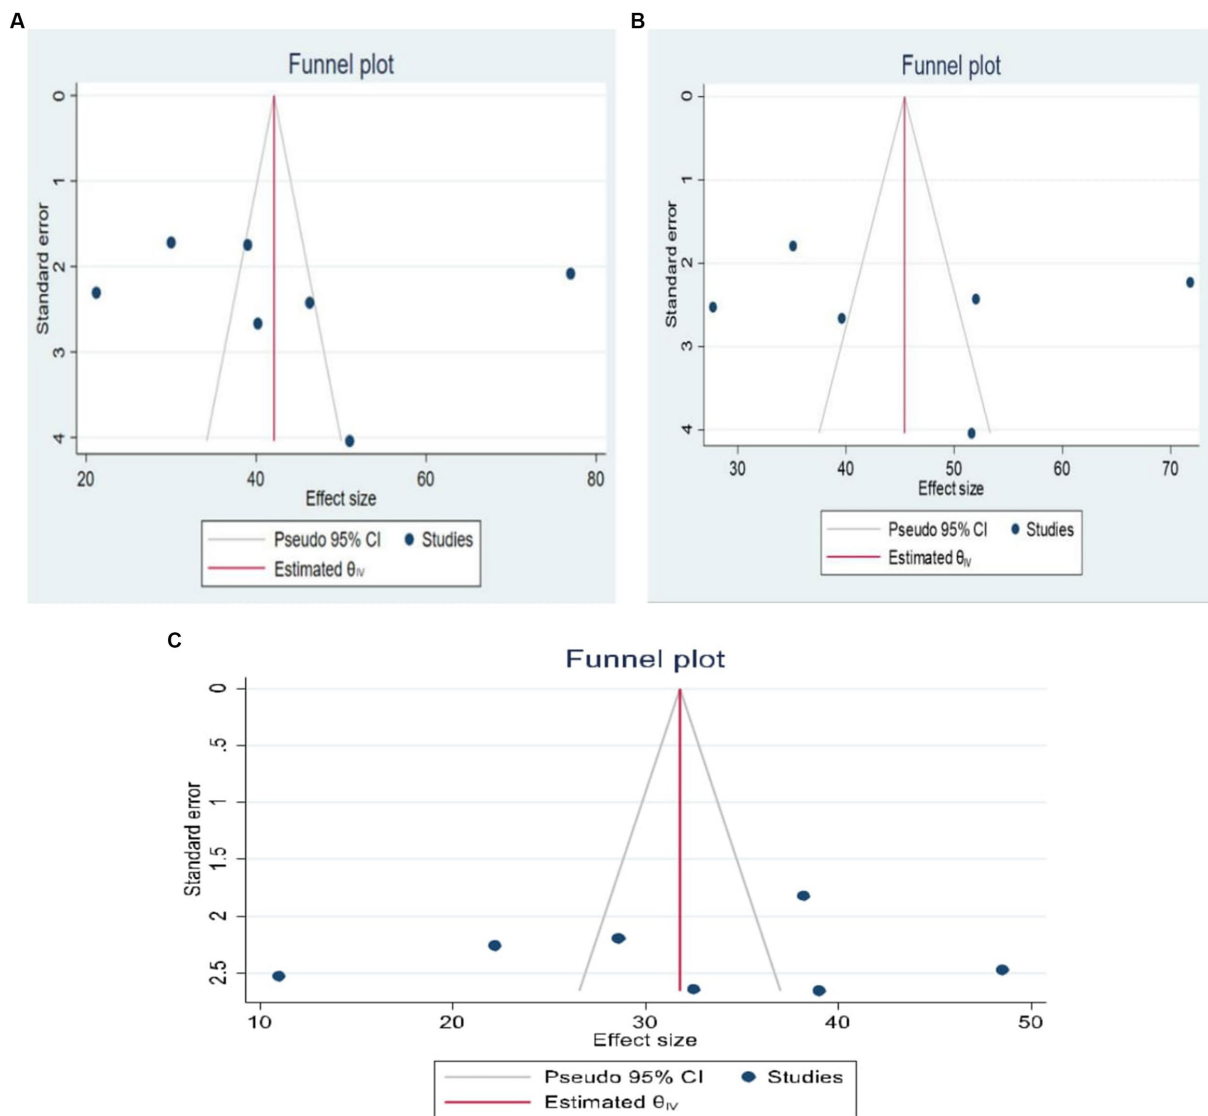 A
Funnel plot
0
1
2
3
4
Standard error
20
40
60
80
Effect size
Pseudo 95% CI
Studies
Estimated θIV
B
Funnel plot
0
1
2
3
4
Standard error
30
40
50
60
70
Effect size
Pseudo 95% CI
Studies
Estimated θIV
C
Funnel plot
0
.5
1
1.5
2
2.5
Standard error
10
20
30
40
50
Effect size
Pseudo 95% CI
Studies
Estimated θIV